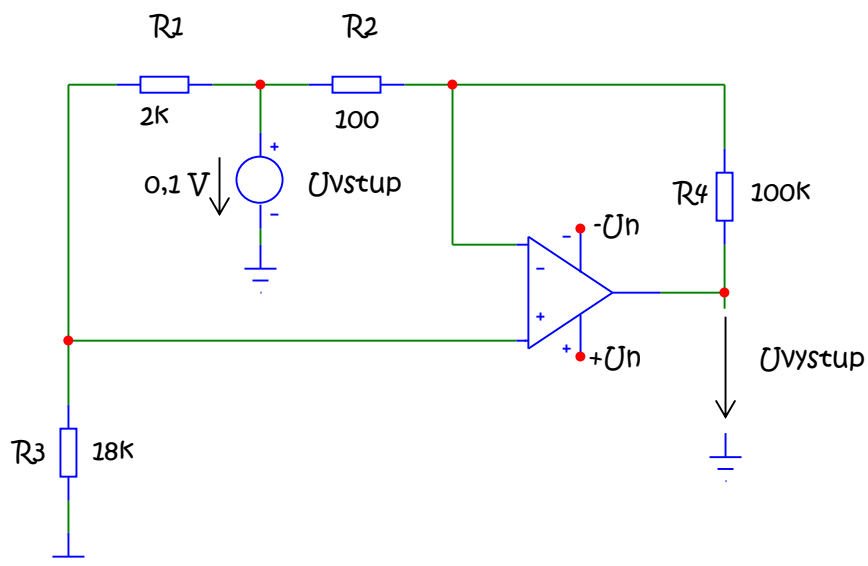 R1
R2
2k
100
+
0,1 V
Uvstup
-
R4
100k
-
-Un
-
+
+
+Un
Uvystup
R3
18k